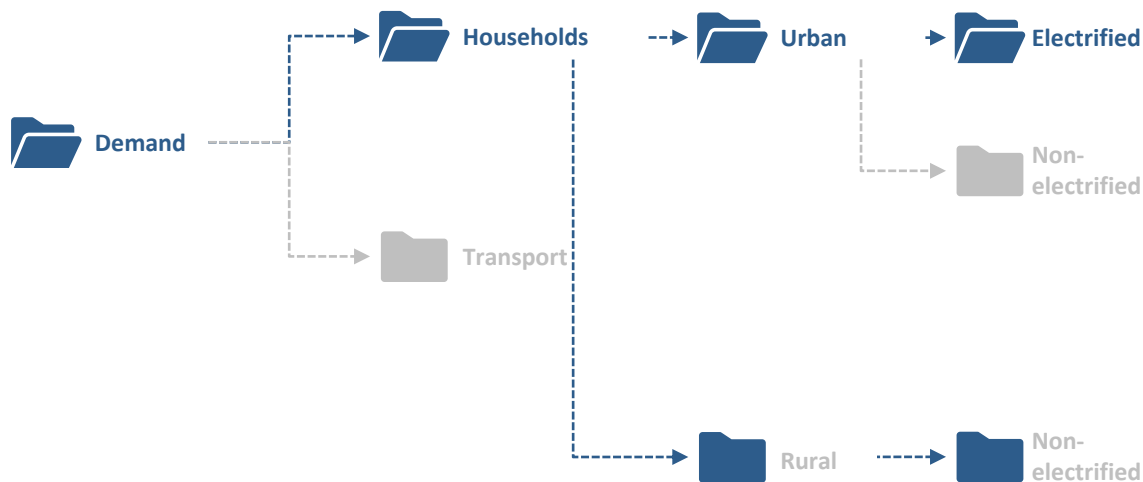 Households
Urban
Electrified
Demand
Non-
electrified
Transport
Rural
Non-
electrified